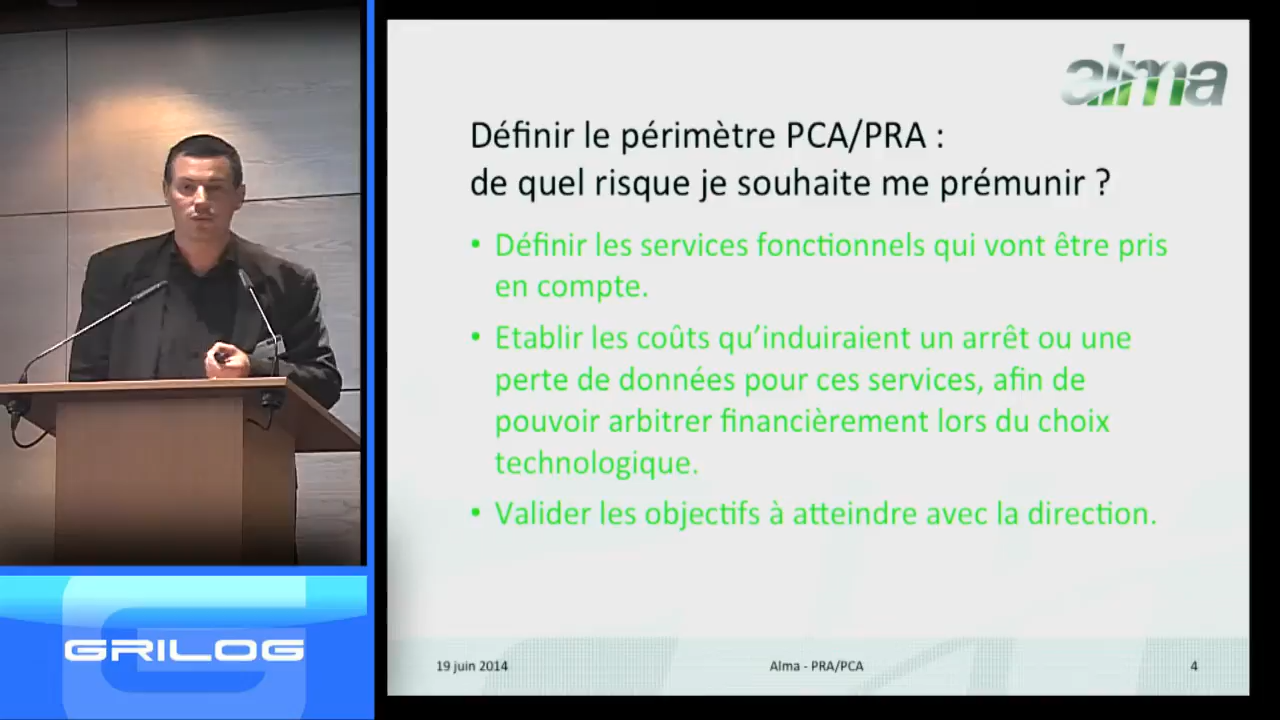 alma
Définir le périmètre PCA/PRA :
de quel risque je souhaite me prémunir ?
• Définir les services fonctionnels qui vont être pris
en compte.
• Etablir les coûts qu’induiraient un arrêt ou une
perte de données pour ces services, afin de
pouvoir arbitrer financièrement lors du choix
technologique.
• Valider les objectifs à atteindre avec la direction.
19 juin 2014
Alma - PRA/PCA
4
GRILOG